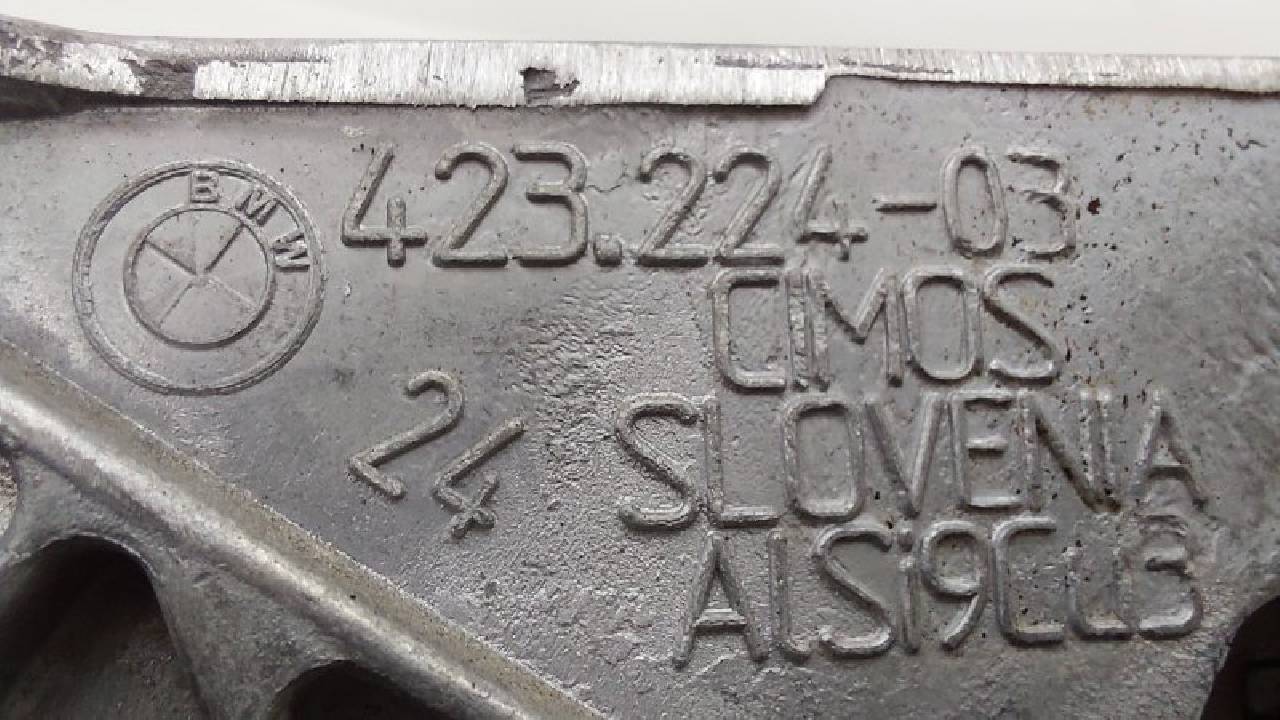 BMW
423.224-03
CIMOS
24
SLOVENIA
AlSi9Cu3